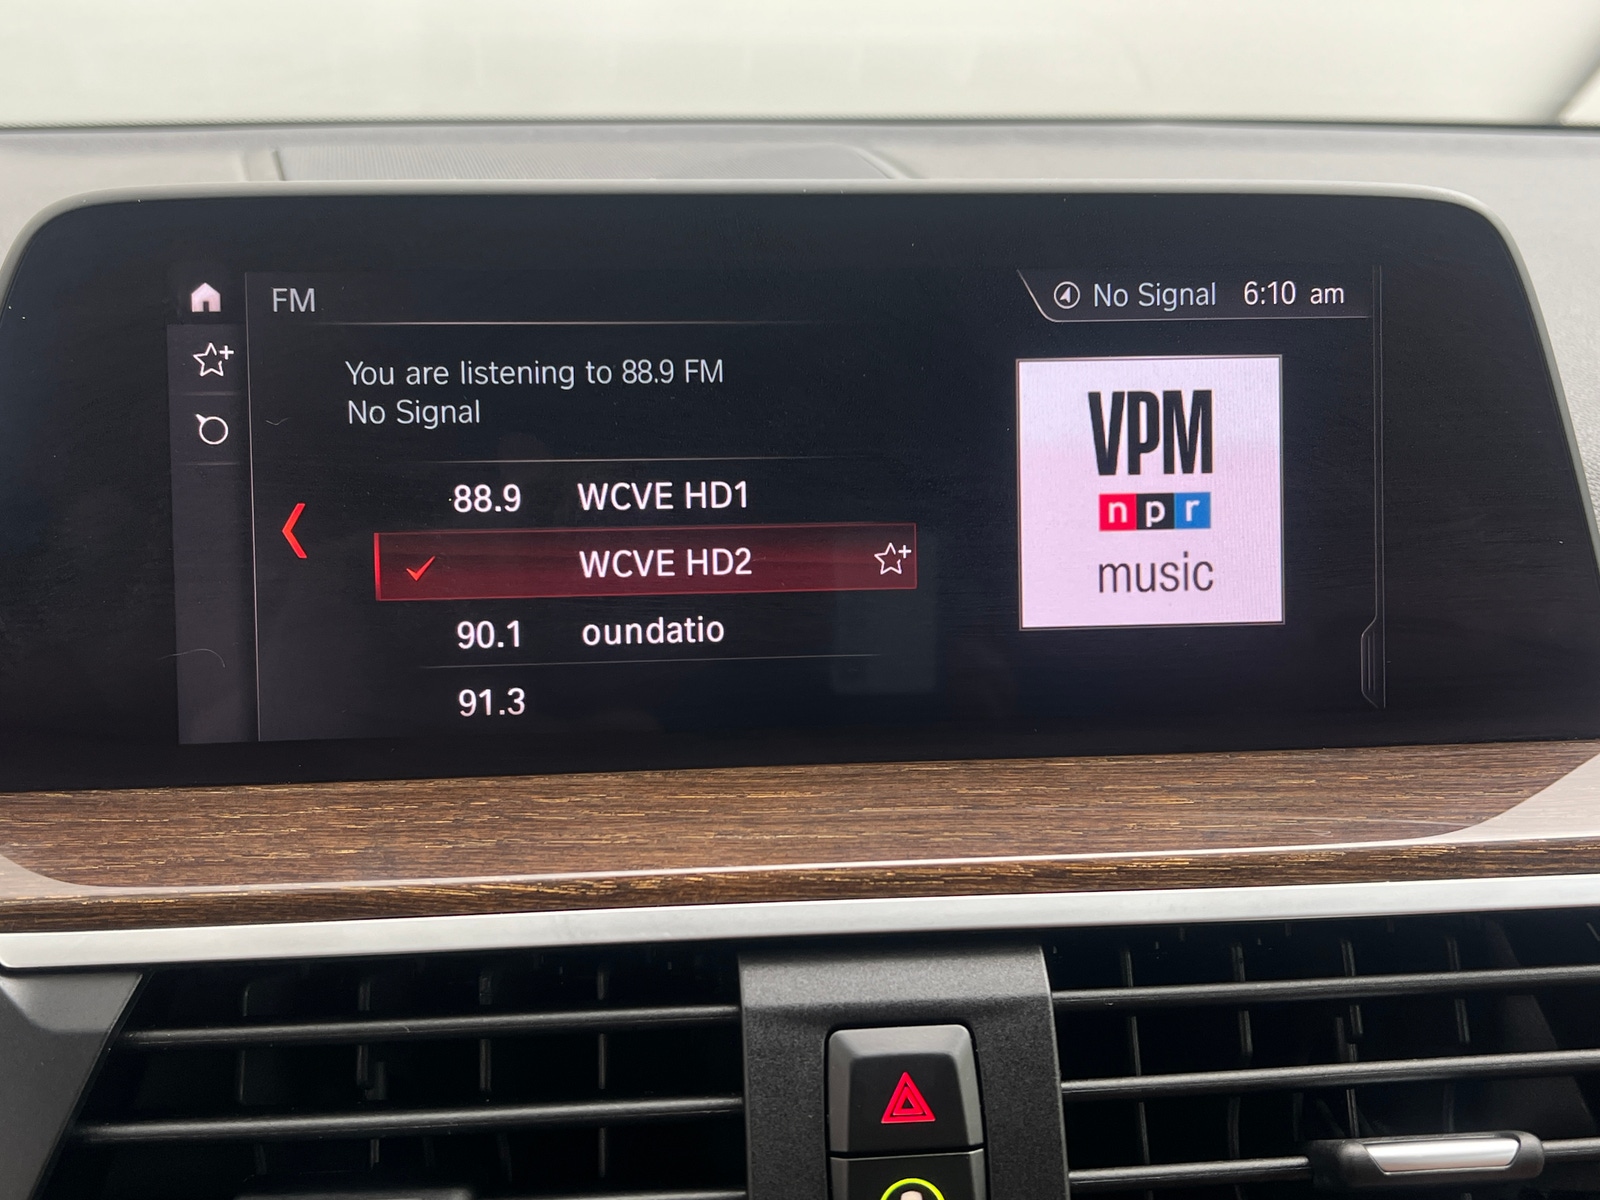 FM
No Signal 6:10 am
You are listening to 88.9 FM
No Signal
88.9 WCVE HD1
WCVE HD2
90.1 oundatio
91.3
VPM
npr
music